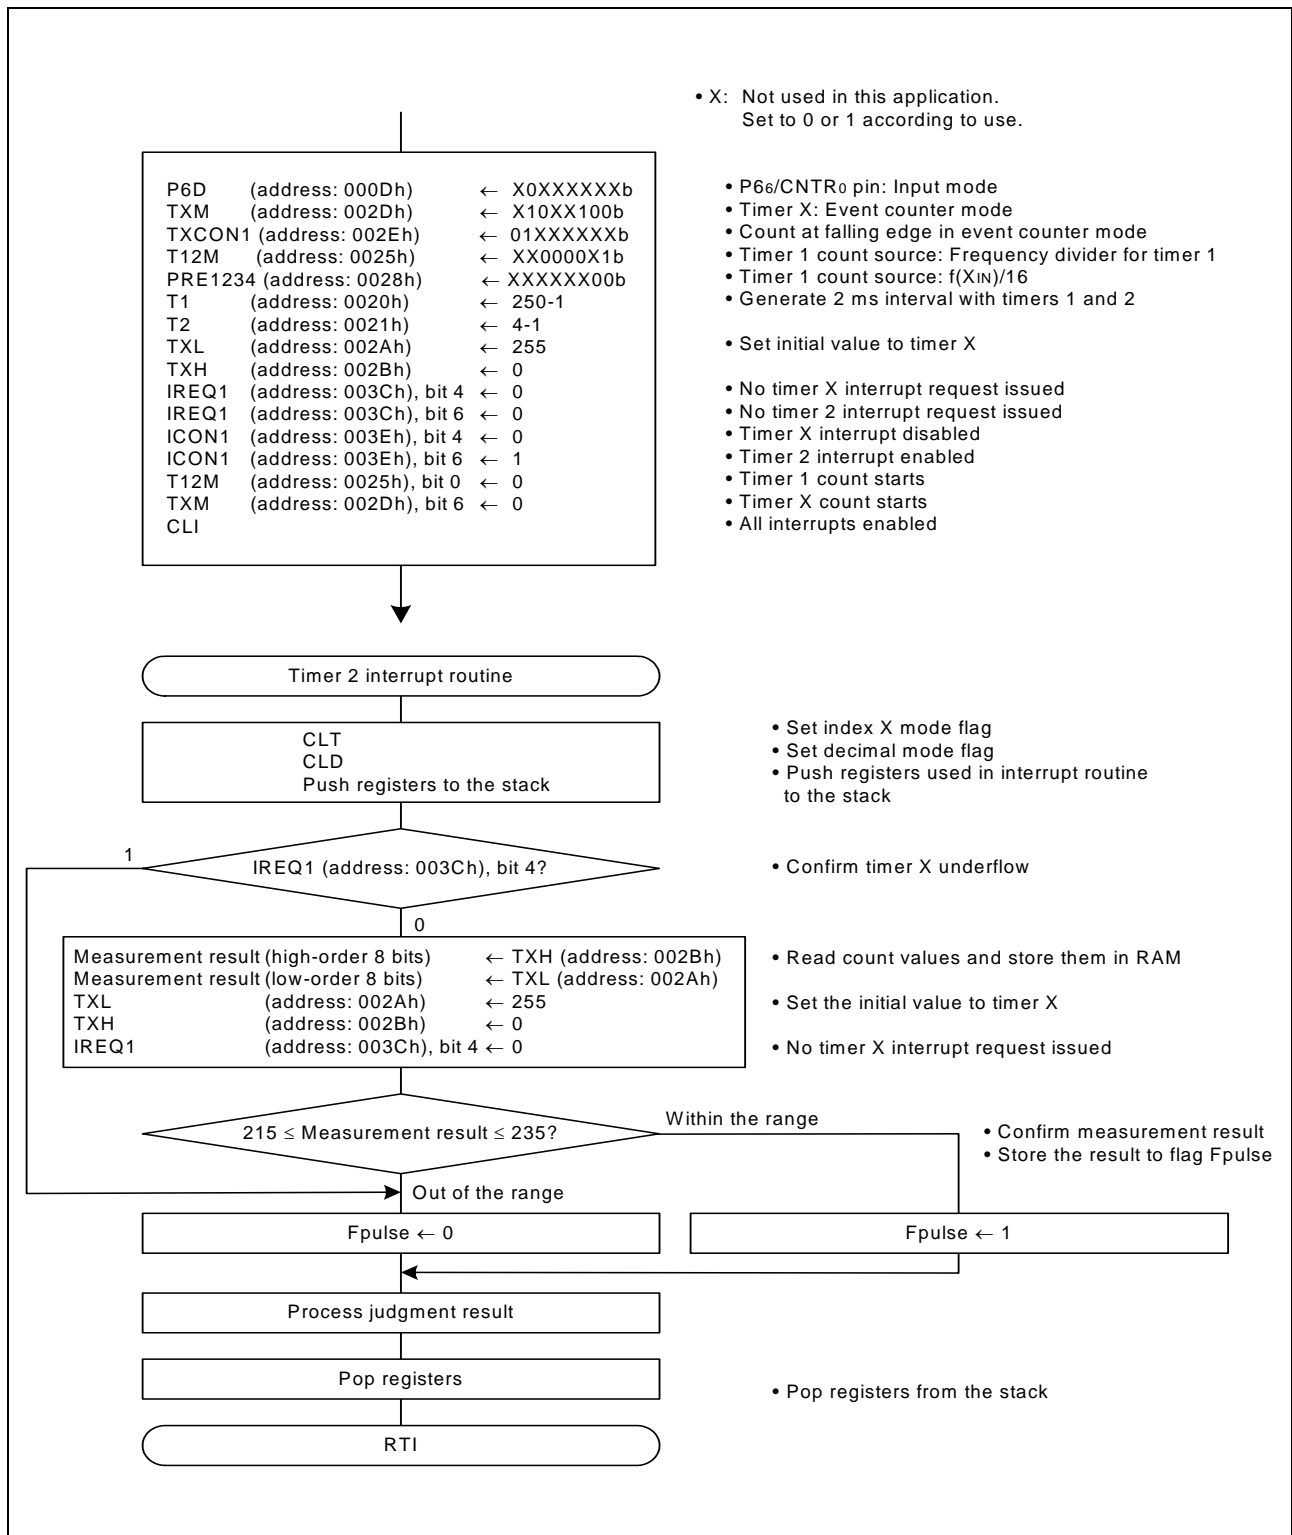 • X: Not used in this application.
Set to 0 or 1 according to use.
P6D (address: 000Dh) ← X0XXXXXXb • P66/CNTR0 pin: Input mode
TXM (address: 002Dh) ← X10XX100b • Timer X: Event counter mode
TXCON1 (address: 002Eh) ← 01XXXXXXb • Count at falling edge in event counter mode
T12M (address: 0025h) ← XX0000X1b • Timer 1 count source: Frequency divider for timer 1
PRE1234 (address: 0028h) ← XXXXXX00b • Timer 1 count source: f(XIN)/16
T1 (address: 0020h) ← 250-1 • Generate 2 ms interval with timers 1 and 2
T2 (address: 0021h) ← 4-1
TXL (address: 002Ah) ← 255 • Set initial value to timer X
TXH (address: 002Bh) ← 0
IREQ1 (address: 003Ch), bit 4 ← 0 • No timer X interrupt request issued
IREQ1 (address: 003Ch), bit 6 ← 0 • No timer 2 interrupt request issued
ICON1 (address: 003Eh), bit 4 ← 0 • Timer X interrupt disabled
ICON1 (address: 003Eh), bit 6 ← 1 • Timer 2 interrupt enabled
T12M (address: 0025h), bit 0 ← 0 • Timer 1 count starts
TXM (address: 002Dh), bit 6 ← 0 • Timer X count starts
CLI • All interrupts enabled
Timer 2 interrupt routine
CLT • Set index X mode flag
CLD • Set decimal mode flag
Push registers to the stack • Push registers used in interrupt routine
to the stack
1
IREQ1 (address: 003Ch), bit 4? • Confirm timer X underflow
0
Measurement result (high-order 8 bits) ← TXH (address: 002Bh) • Read count values and store them in RAM
Measurement result (low-order 8 bits) ← TXL (address: 002Ah)
TXL (address: 002Ah) ← 255 • Set the initial value to timer X
TXH (address: 002Bh) ← 0
IREQ1 (address: 003Ch), bit 4 ← 0 • No timer X interrupt request issued
Within the range
215 ≤ Measurement result ≤ 235? • Confirm measurement result
• Store the result to flag Fpulse
Out of the range
Fpulse ← 0 Fpulse ← 1
Process judgment result
Pop registers • Pop registers from the stack
RTI